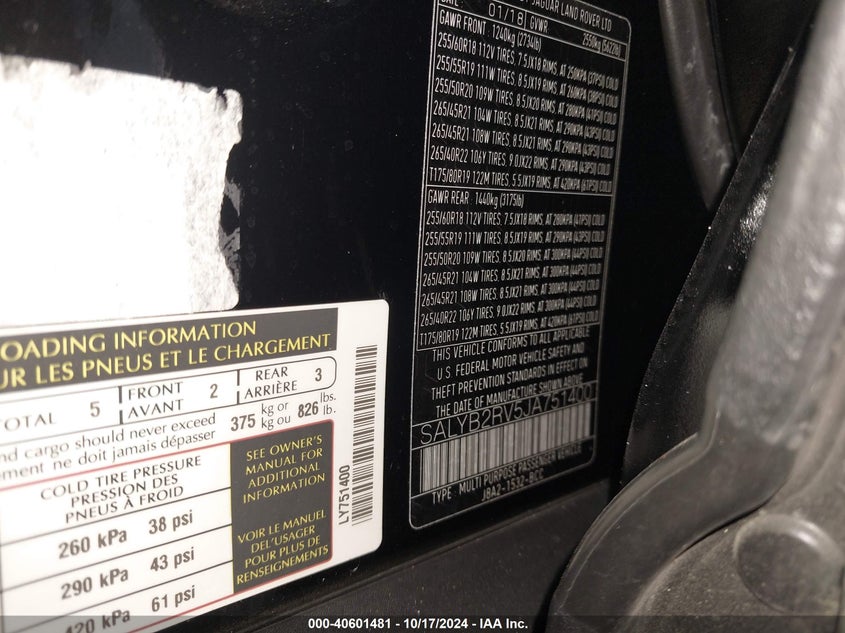 JAGUAR LAND ROVER LTD
01/18 GVWR 2550kg (5622lb)
GAWR FRONT: 1240kg (2734lb)
255/60R18 112V TIRES, 7.5JX18 RIMS, AT 250KPA (37PSI) COLD
255/55R19 111W TIRES, 8.5JX19 RIMS, AT 260KPA (38PSI) COLD
255/50R20 109W TIRES, 8.5JX20 RIMS, AT 280KPA (41PSI) COLD
265/45R21 104W TIRES, 8.5JX21 RIMS, AT 290KPA (43PSI) COLD
265/45R21 108W TIRES, 8.5JX21 RIMS, AT 290KPA (43PSI) COLD
265/40R22 106Y TIRES, 9.0JX22 RIMS, AT 290KPA (43PSI) COLD
T175/80R19 122M TIRES, 5.5JX19 RIMS, AT 420KPA (61PSI) COLD
GAWR REAR: 1440kg (3175lb)
255/60R18 112V TIRES, 7.5JX18 RIMS, AT 280KPA (41PSI) COLD
255/55R19 111W TIRES, 8.5JX19 RIMS, AT 290KPA (43PSI) COLD
255/50R20 109W TIRES, 8.5JX20 RIMS, AT 300KPA (44PSI) COLD
265/45R21 104W TIRES, 8.5JX21 RIMS, AT 300KPA (44PSI) COLD
265/45R21 108W TIRES, 8.5JX21 RIMS, AT 300KPA (44PSI) COLD
265/40R22 106Y TIRES, 9.0JX22 RIMS, AT 300KPA (44PSI) COLD
T175/80R19 122M TIRES, 5.5JX19 RIMS, AT 420KPA (61PSI) COLD
THIS VEHICLE CONFORMS TO ALL APPLICABLE
U.S. FEDERAL MOTOR VEHICLE SAFETY AND
THEFT PREVENTION STANDARDS IN EFFECT ON
THE DATE OF MANUFACTURE SHOWN ABOVE
SALYB2RV5JA751400
TYPE: MULTI PURPOSE PASSENGER VEHICLE
JBA2-1532-BCC
OADING INFORMATION
UR LES PNEUS ET LE CHARGEMENT
TOTAL 5 FRONT AVANT 2 REAR ARRIÈRE 3
nd cargo should never exceed
ement ne doit jamais dépasser 375 kg or kg ou 826 lbs. lb.
COLD TIRE PRESSURE
PRESSION DES
PNEUS À FROID
260 kPa 38 psi
290 kPa 43 psi
420 kPa 61 psi
SEE OWNER'S
MANUAL FOR
ADDITIONAL
INFORMATION
VOIR LE MANUEL
DE L'USAGER
POUR PLUS DE
RENSEIGNEMENTS
LY751400
000-40601481 - 10/17/2024 - IAA Inc.